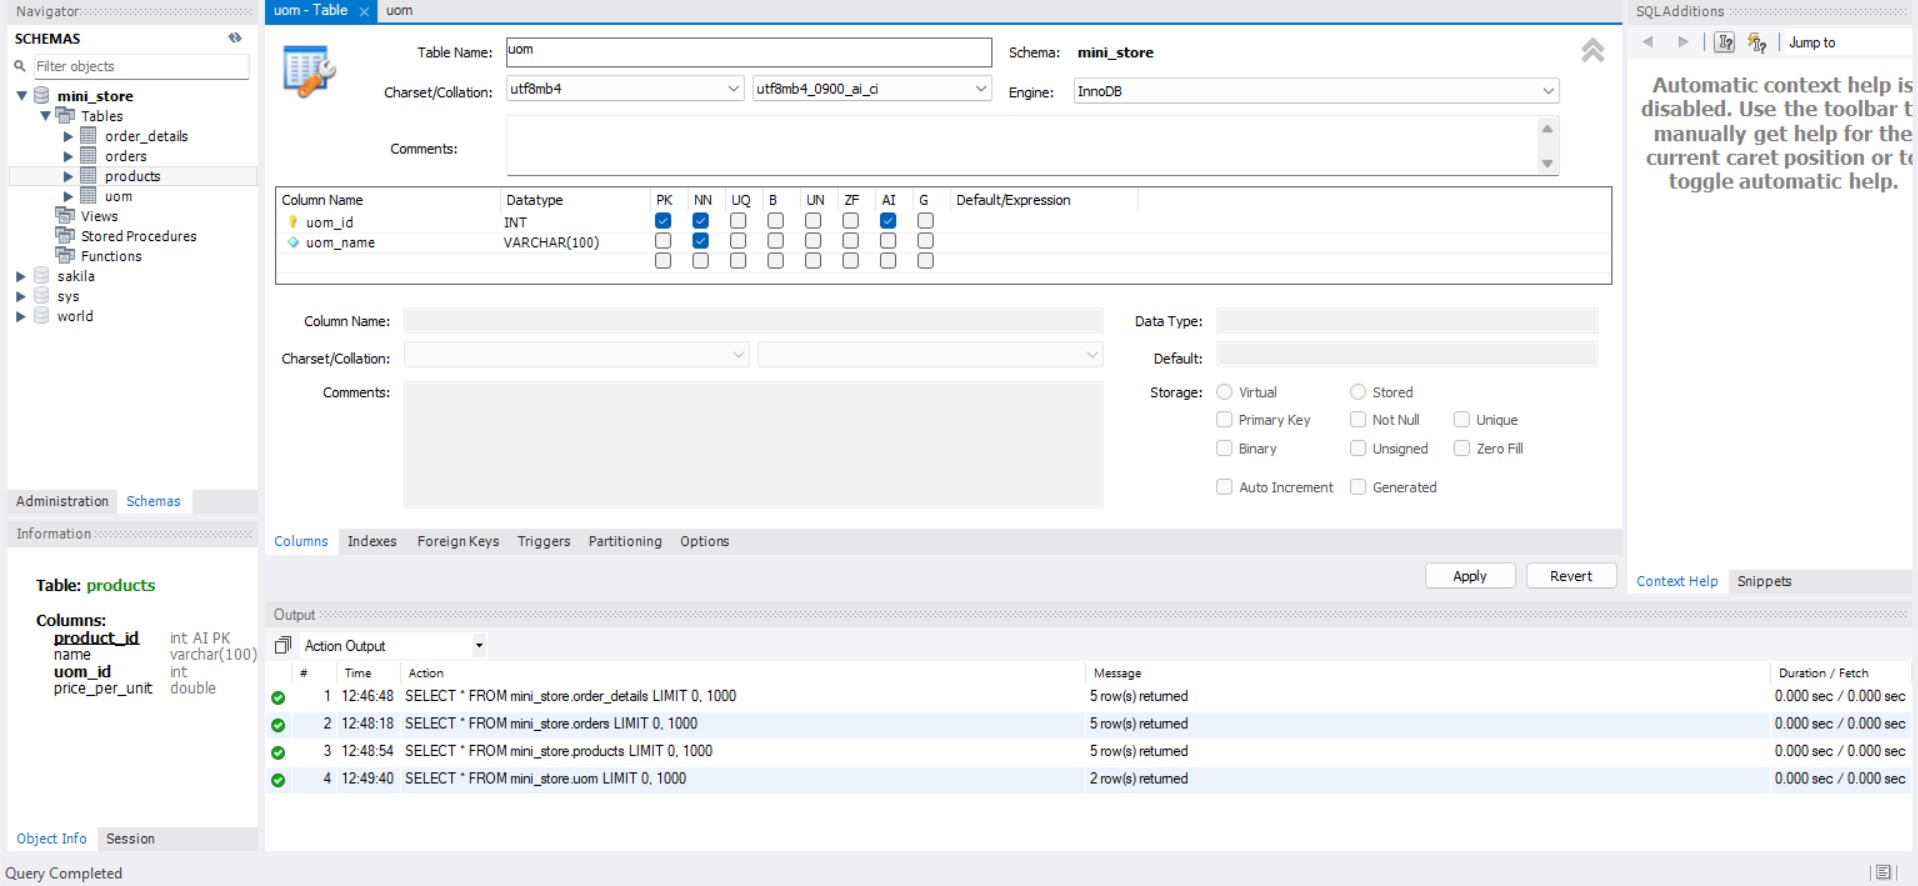 Navigator
SCHEMAS
Filter objects
mini_store
Tables
order_details
orders
products
uom
Views
Stored Procedures
Functions
sakila
sys
world
Administration Schemas
Information
Table: products
Columns:
product_id int AI PK
name varchar(100)
uom_id int
price_per_unit double
Object Info Session
Query Completed
uom - Table uom
Table Name: uom Schema: mini_store
Charset/Collation: utf8mb4 utf8mb4_0900_ai_ci Engine: InnoDB
Comments:
Column Name Datatype PK NN UQ B UN ZF AI G Default/Expression
uom_id INT
uom_name VARCHAR(100)
Column Name: Data Type:
Charset/Collation: Default:
Comments: Storage: Virtual Stored
Primary Key Not Null Unique
Binary Unsigned Zero Fill
Auto Increment Generated
Columns Indexes Foreign Keys Triggers Partitioning Options
Apply Revert
Output
Action Output
# Time Action Message Duration / Fetch
1 12:46:48 SELECT * FROM mini_store.order_details LIMIT 0, 1000 5 row(s) returned 0.000 sec / 0.000 sec
2 12:48:18 SELECT * FROM mini_store.orders LIMIT 0, 1000 5 row(s) returned 0.000 sec / 0.000 sec
3 12:48:54 SELECT * FROM mini_store.products LIMIT 0, 1000 5 row(s) returned 0.000 sec / 0.000 sec
4 12:49:40 SELECT * FROM mini_store.uom LIMIT 0, 1000 2 row(s) returned 0.000 sec / 0.000 sec
SQLAdditions
Jump to
Automatic context help is
disabled. Use the toolbar t
manually get help for the
current caret position or to
toggle automatic help.
Context Help Snippets